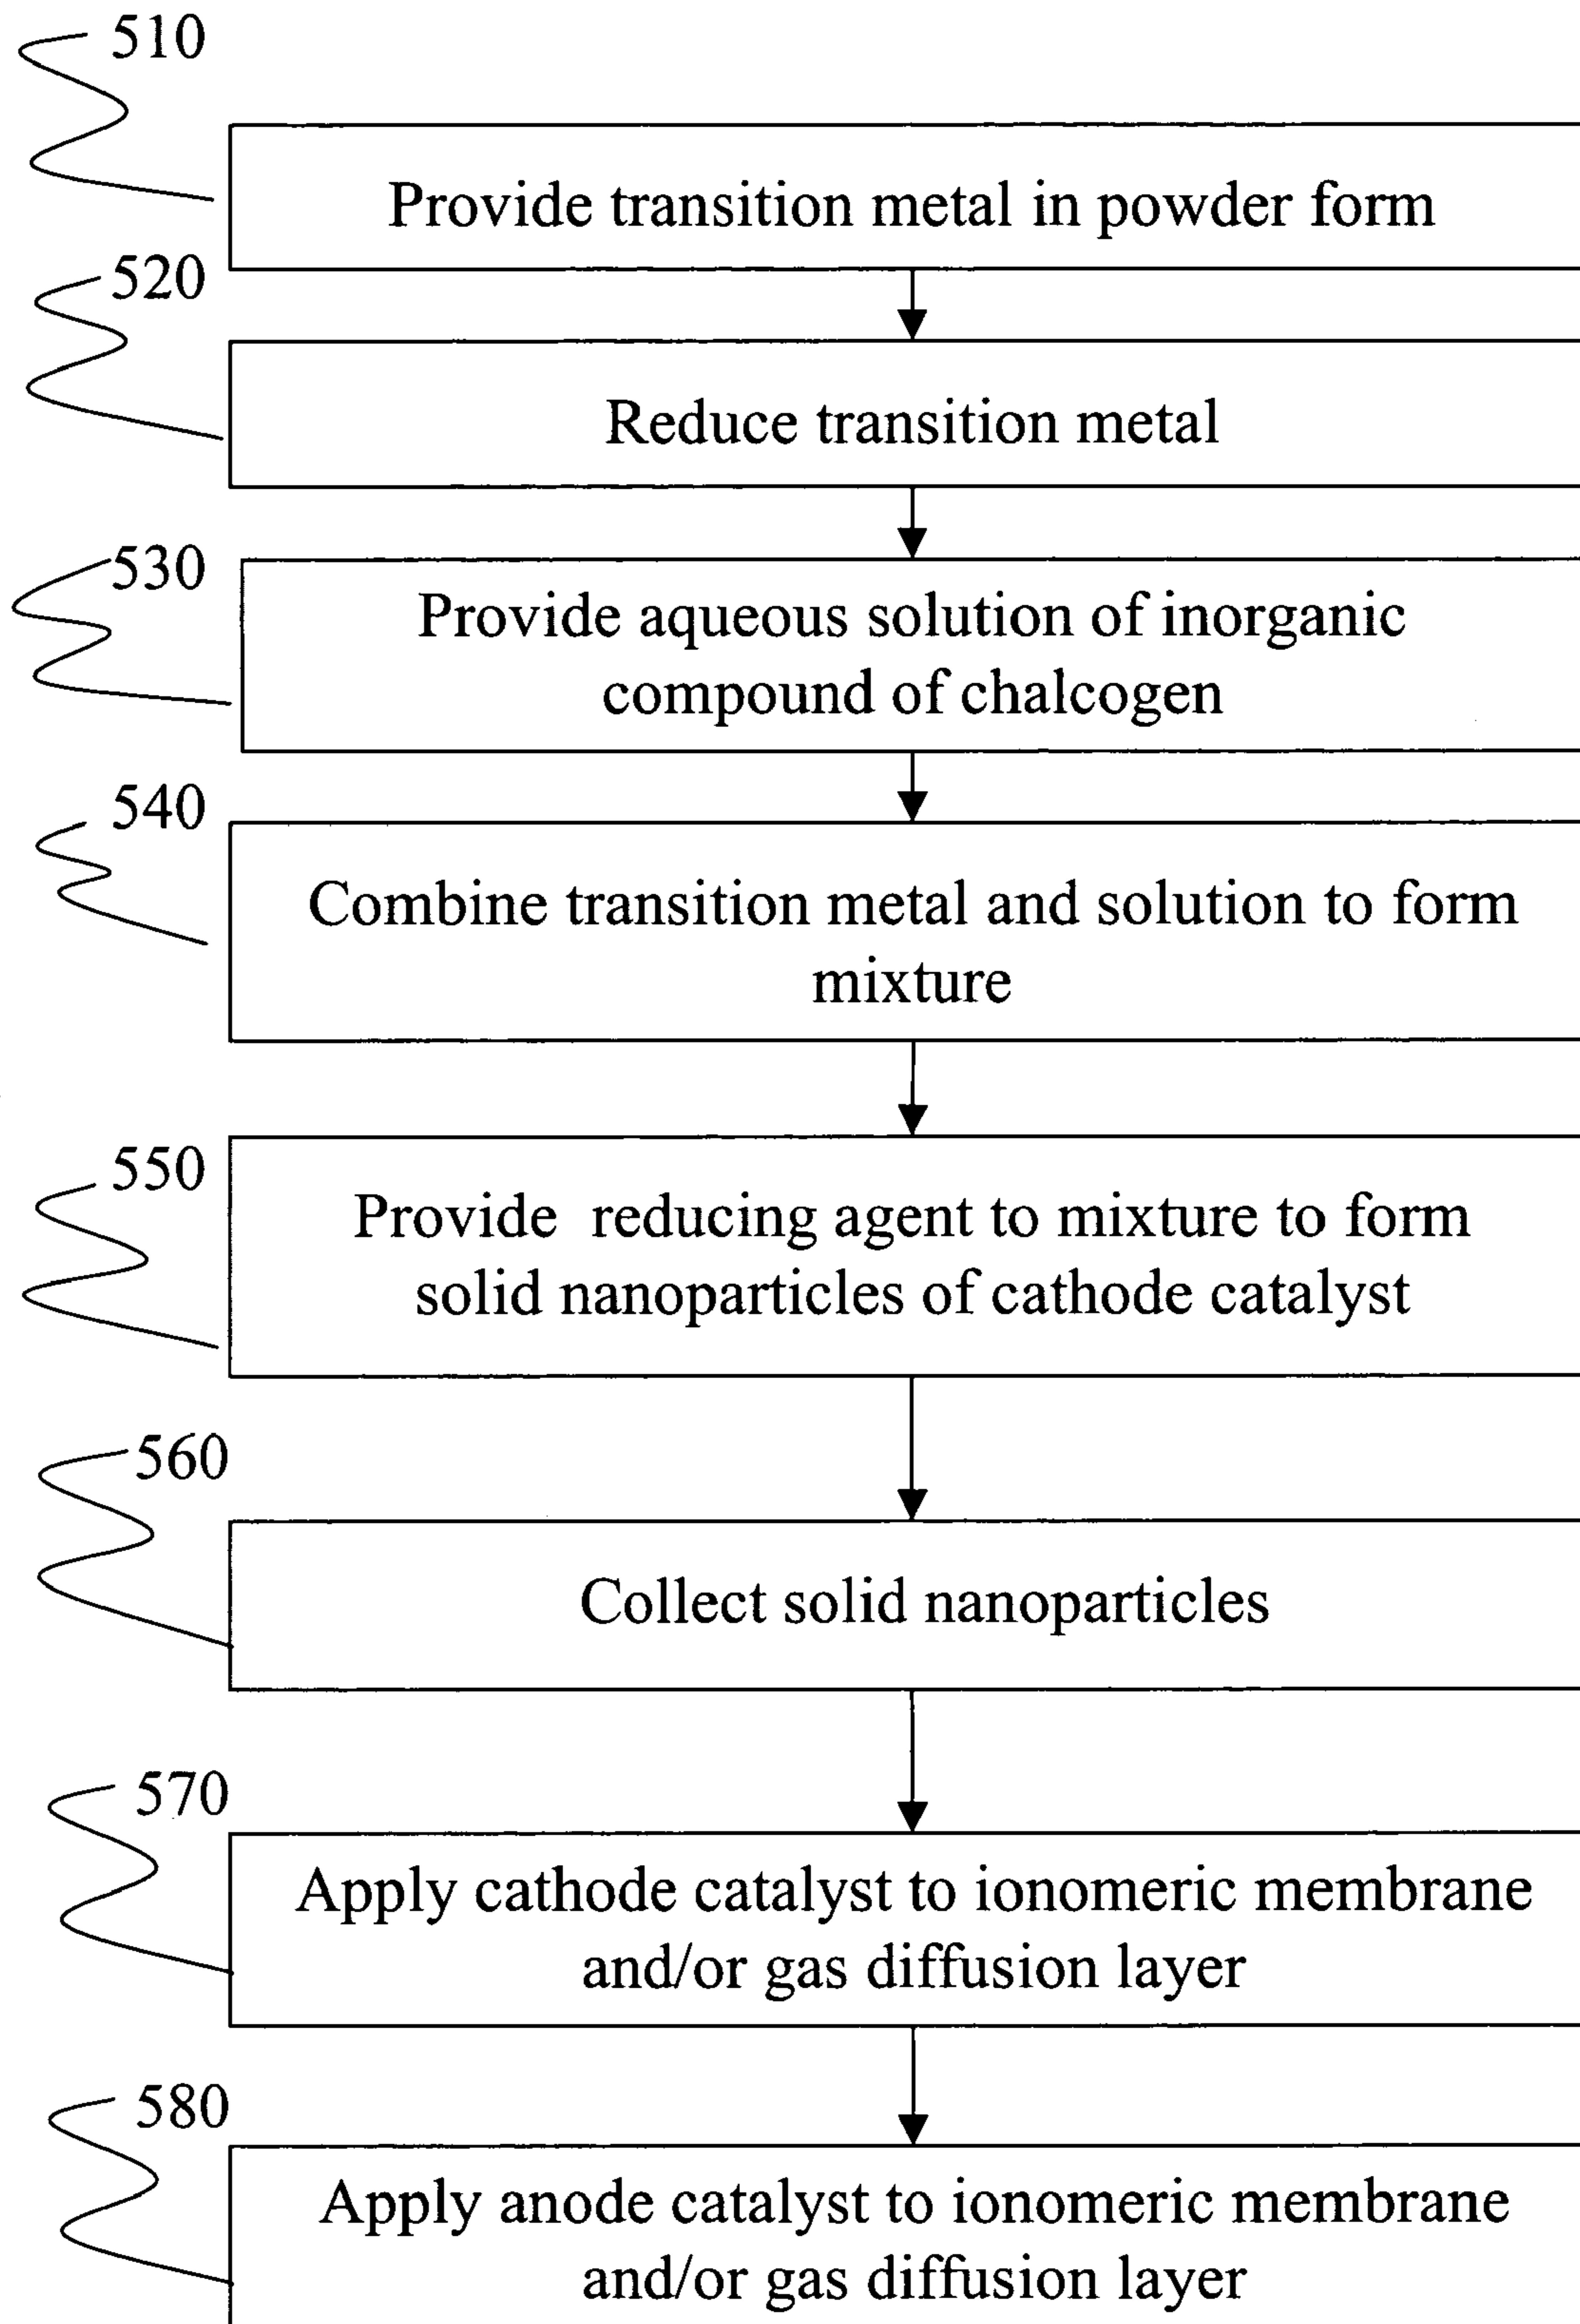 510
Provide transition metal in powder form
520
Reduce transition metal
530
Provide aqueous solution of inorganic
compound of chalcogen
540
Combine transition metal and solution to form
mixture
550
Provide reducing agent to mixture to form
solid nanoparticles of cathode catalyst
560
Collect solid nanoparticles
570
Apply cathode catalyst to ionomeric membrane
and/or gas diffusion layer
580
Apply anode catalyst to ionomeric membrane
and/or gas diffusion layer